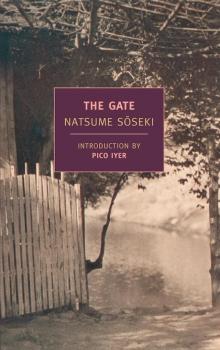 THE GATE
NATSUME SŌSEKI
INTRODUCTION BY
PICO IYER